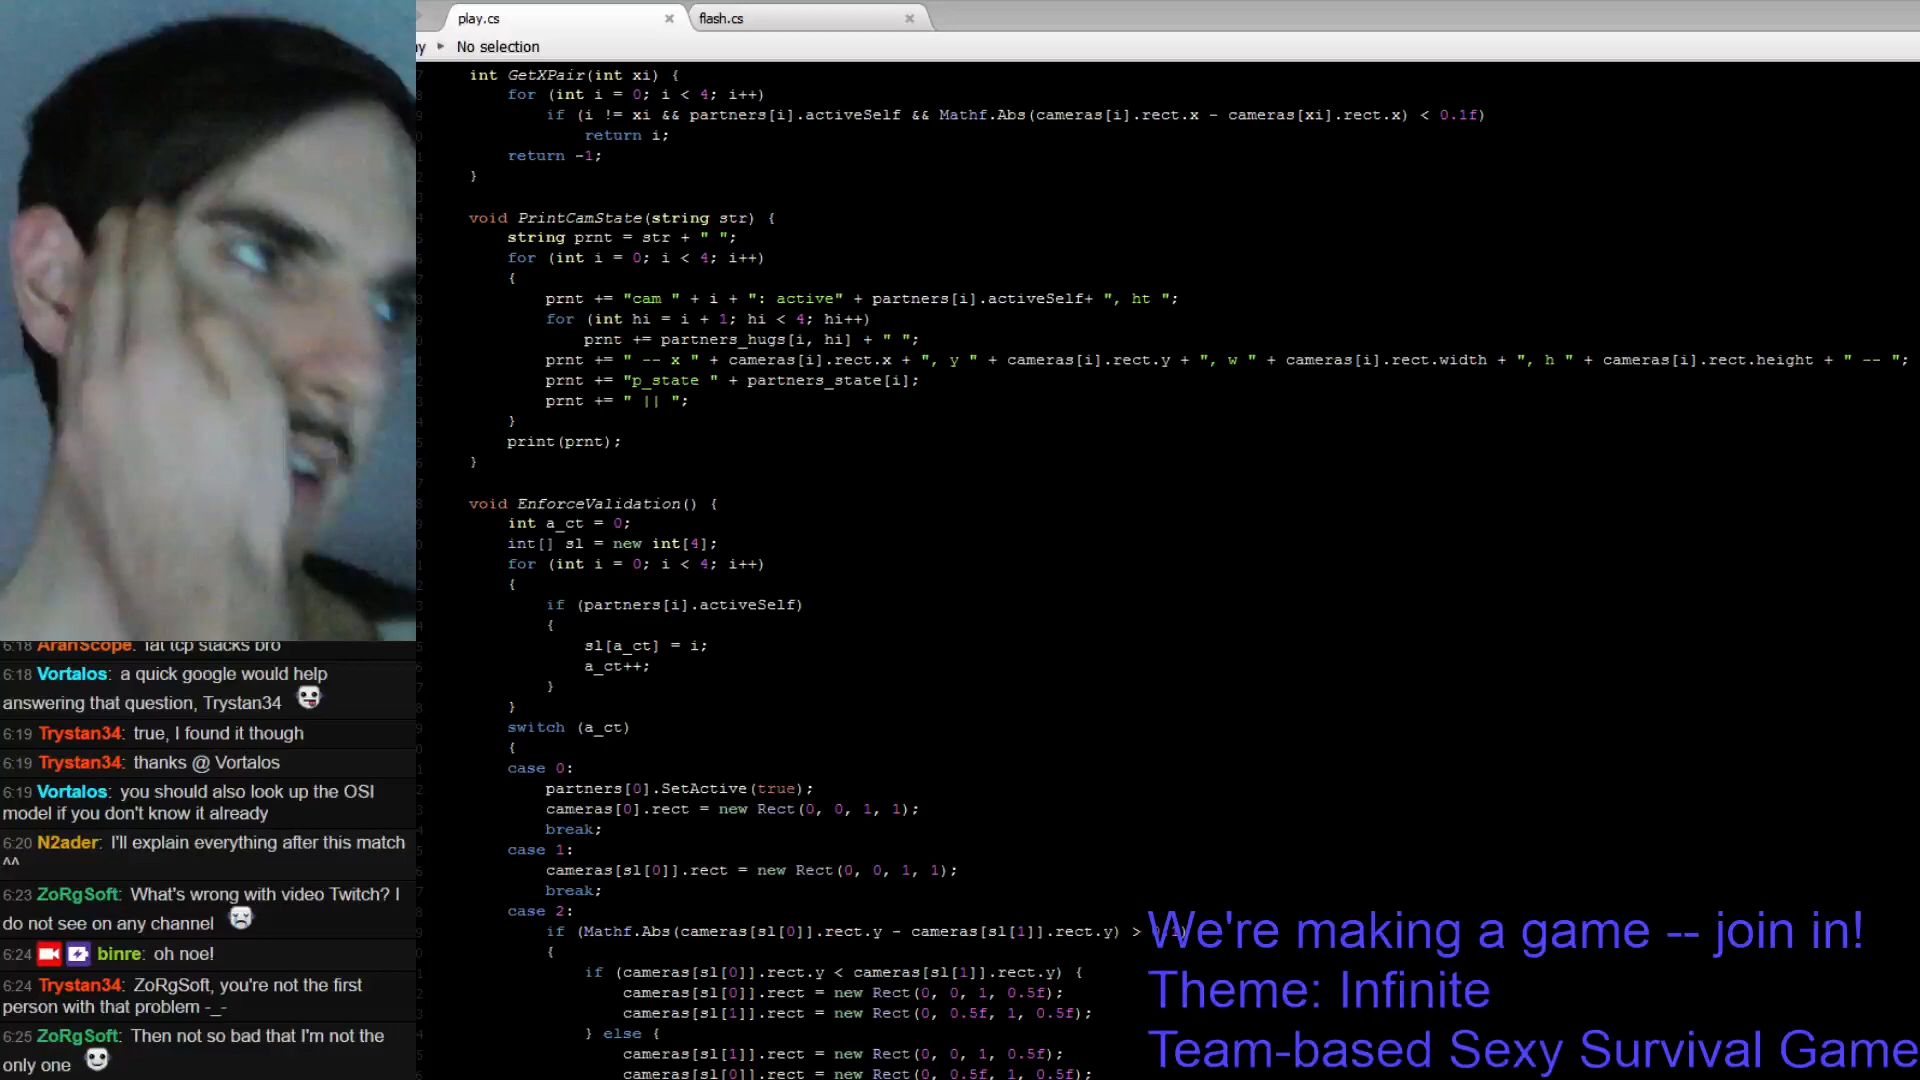 play.cs
flash.cs
No selection
int GetXPair(int xi) {
for (int i = 0; i < 4; i++)
if (i != xi && partners[i].activeSelf && Mathf.Abs(cameras[i].rect.x - cameras[xi].rect.x) < 0.1f)
return i;
return -1;
}
void PrintCamState(string str) {
string prnt = str + " ";
for (int i = 0; i < 4; i++)
{
prnt += "cam " + i + ": active" + partners[i].activeSelf+ ", ht ";
for (int hi = i + 1; hi < 4; hi++)
prnt += partners_hugs[i, hi] + " ";
prnt += " -- x " + cameras[i].rect.x + ", y " + cameras[i].rect.y + ", w " + cameras[i].rect.width + ", h " + cameras[i].rect.height + " -- ";
prnt += "p_state " + partners_state[i];
prnt += " || ";
}
print(prnt);
}
void EnforceValidation() {
int a_ct = 0;
int[] sl = new int[4];
for (int i = 0; i < 4; i++)
{
if (partners[i].activeSelf)
{
sl[a_ct] = i;
a_ct++;
}
}
switch (a_ct)
{
case 0:
partners[0].SetActive(true);
cameras[0].rect = new Rect(0, 0, 1, 1);
break;
case 1:
cameras[sl[0]].rect = new Rect(0, 0, 1, 1);
break;
case 2:
if (Mathf.Abs(cameras[sl[0]].rect.y - cameras[sl[1]].rect.y) >
{
if (cameras[sl[0]].rect.y < cameras[sl[1]].rect.y) {
cameras[sl[0]].rect = new Rect(0, 0, 1, 0.5f);
cameras[sl[1]].rect = new Rect(0, 0.5f, 1, 0.5f);
} else {
cameras[sl[1]].rect = new Rect(0, 0, 1, 0.5f);
cameras[sl[0]].rect = new Rect(0, 0.5f, 1, 0.5f);
6:18 AranScope: fat tcp stacks bro
6:18 Vortalos: a quick google would help
answering that question, Trystan34
6:19 Trystan34: true, I found it though
6:19 Trystan34: thanks @ Vortalos
6:19 Vortalos: you should also look up the OSI
model if you don't know it already
6:20 N2ader: I'll explain everything after this match
^^
6:23 ZoRgSoft: What's wrong with video Twitch? I
do not see on any channel
6:24 binre: oh noe!
6:24 Trystan34: ZoRgSoft, you're not the first
person with that problem -_-
6:25 ZoRgSoft: Then not so bad that I'm not the
only one
We're making a game -- join in!
Theme: Infinite
Team-based Sexy Survival Game